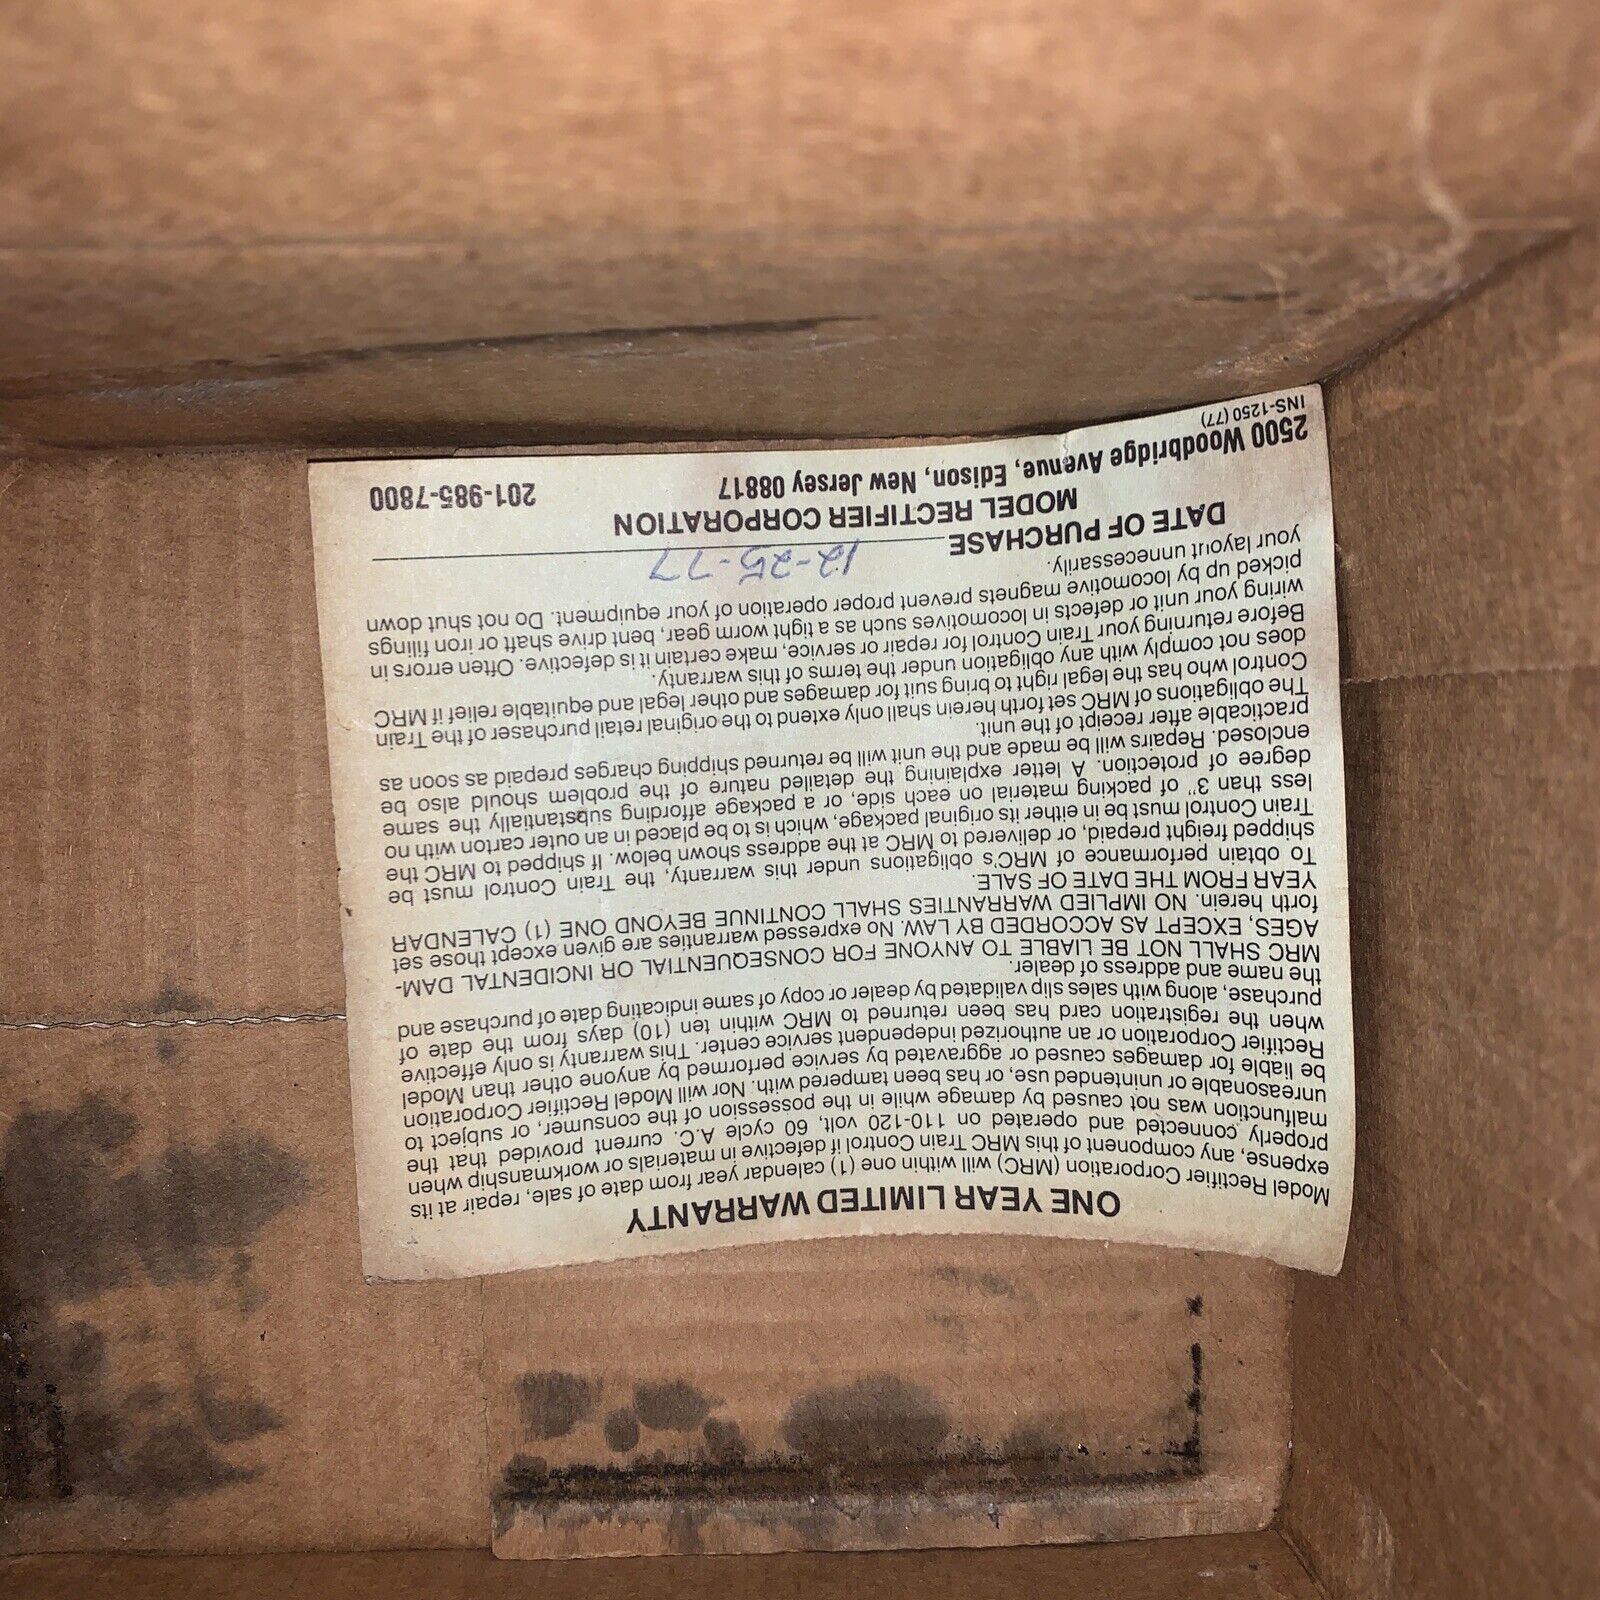 ONE YEAR LIMITED WARRANTY
Model Rectifier Corporation (MRC) will within one (1) calendar year from date of sale, repair at its
expense, any component of this MRC Train Control if defective in materials or workmanship when
properly connected and operated on 110-120 volt, 60 cycle A.C. current provided that the
malfunction was not caused by damage while in the possession of the consumer, or subject to
unreasonable or unintended use, or has been tampered with. Nor will Model Rectifier Corporation
be liable for damages caused or aggravated by service performed by anyone other than Model
Rectifier Corporation or an authorized independent service center. This warranty is only effective
when the registration card has been returned to MRC within ten (10) days from the date of
purchase, along with sales slip validated by dealer or copy of same indicating date of purchase and
the name and address of dealer.
MRC SHALL NOT BE LIABLE TO ANYONE FOR CONSEQUENTIAL OR INCIDENTAL DAM-
AGES, EXCEPT AS ACCORDED BY LAW. No expressed warranties are given except those set
forth herein. NO IMPLIED WARRANTIES SHALL CONTINUE BEYOND ONE (1) CALENDAR
YEAR FROM THE DATE OF SALE.
To obtain performance of MRC's obligations under this warranty, the Train Control must be
shipped freight prepaid, or delivered to MRC at the address shown below. If shipped to MRC the
Train Control must be in either its original package, which is to be placed in an outer carton with no
less than 3" of packing material on each side, or a package affording substantially the same
degree of protection. A letter explaining the detailed nature of the problem should also be
enclosed. Repairs will be made and the unit will be returned shipping charges prepaid as soon as
practicable after receipt of the unit.
The obligations of MRC set forth herein shall only extend to the original retail purchaser of the Train
Control who has the legal right to bring suit for damages and other legal and equitable relief if MRC
does not comply with any obligation under the terms of this warranty.
Before returning your Train Control for repair or service, make certain it is defective. Often errors in
wiring your unit or defects in locomotives such as a tight worm gear, bent drive shaft or iron filings
picked up by locomotive magnets prevent proper operation of your equipment. Do not shut down
your layout unnecessarily.
DATE OF PURCHASE 12-25-77
MODEL RECTIFIER CORPORATION
2500 Woodbridge Avenue, Edison, New Jersey 08817 201-985-7800
INS-1250 (77)